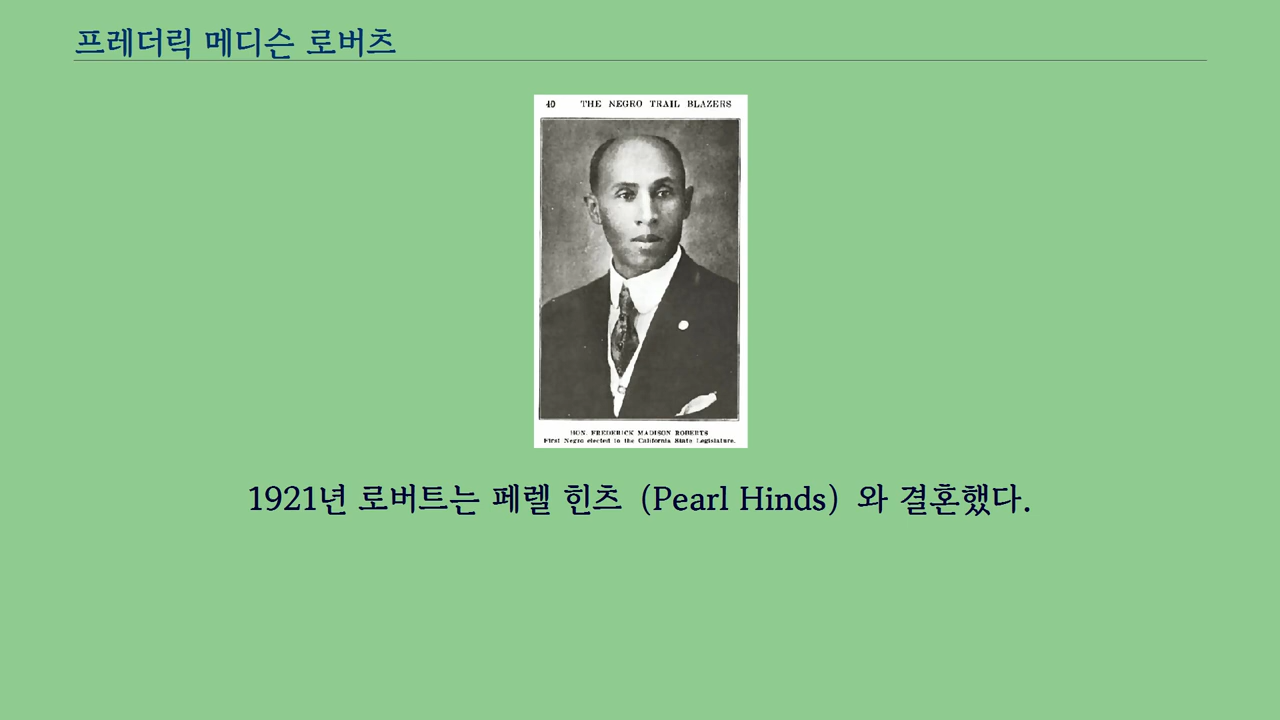 프레더릭 메디슨 로버츠
40 THE NEGRO TRAIL BLAZERS
HON. FREDERICK MADISON ROBERTS
First Negro elected to the California State Legislature.
1921년 로버트는 페렐 힌츠 (Pearl Hinds) 와 결혼했다.